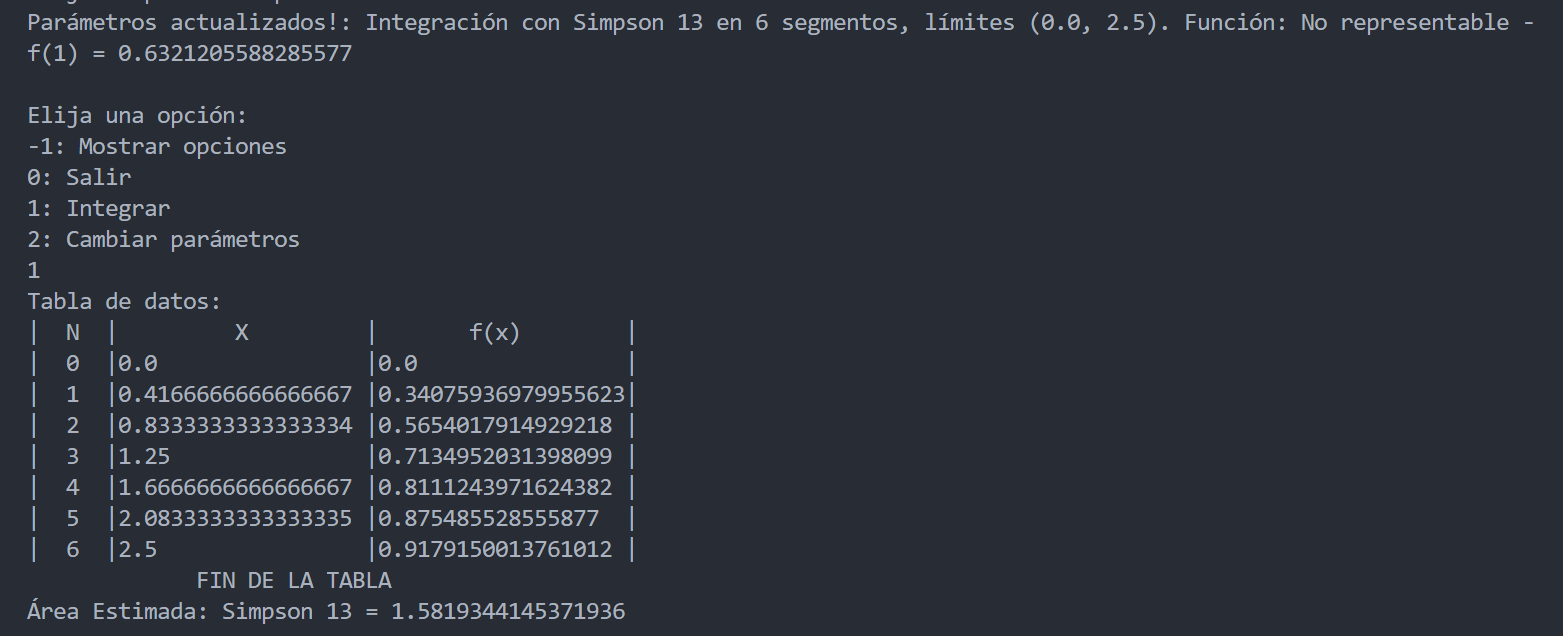 Parámetros actualizados!: Integración con Simpson 13 en 6 segmentos, límites (0.0, 2.5). Función: No representable -
f(1) = 0.6321205588285577
Elija una opción:
-1: Mostrar opciones
0: Salir
1: Integrar
2: Cambiar parámetros
1
Tabla de datos:
|  N  |         X         |       f(x)        |
|  0  |0.0                |0.0                |
|  1  |0.4166666666666667 |0.34075936979955623|
|  2  |0.8333333333333334 |0.5654017914929218 |
|  3  |1.25               |0.7134952031398099 |
|  4  |1.6666666666666667 |0.8111243971624382 |
|  5  |2.0833333333333335 |0.875485528555877  |
|  6  |2.5                |0.9179150013761012 |
FIN DE LA TABLA
Área Estimada: Simpson 13 = 1.5819344145371936